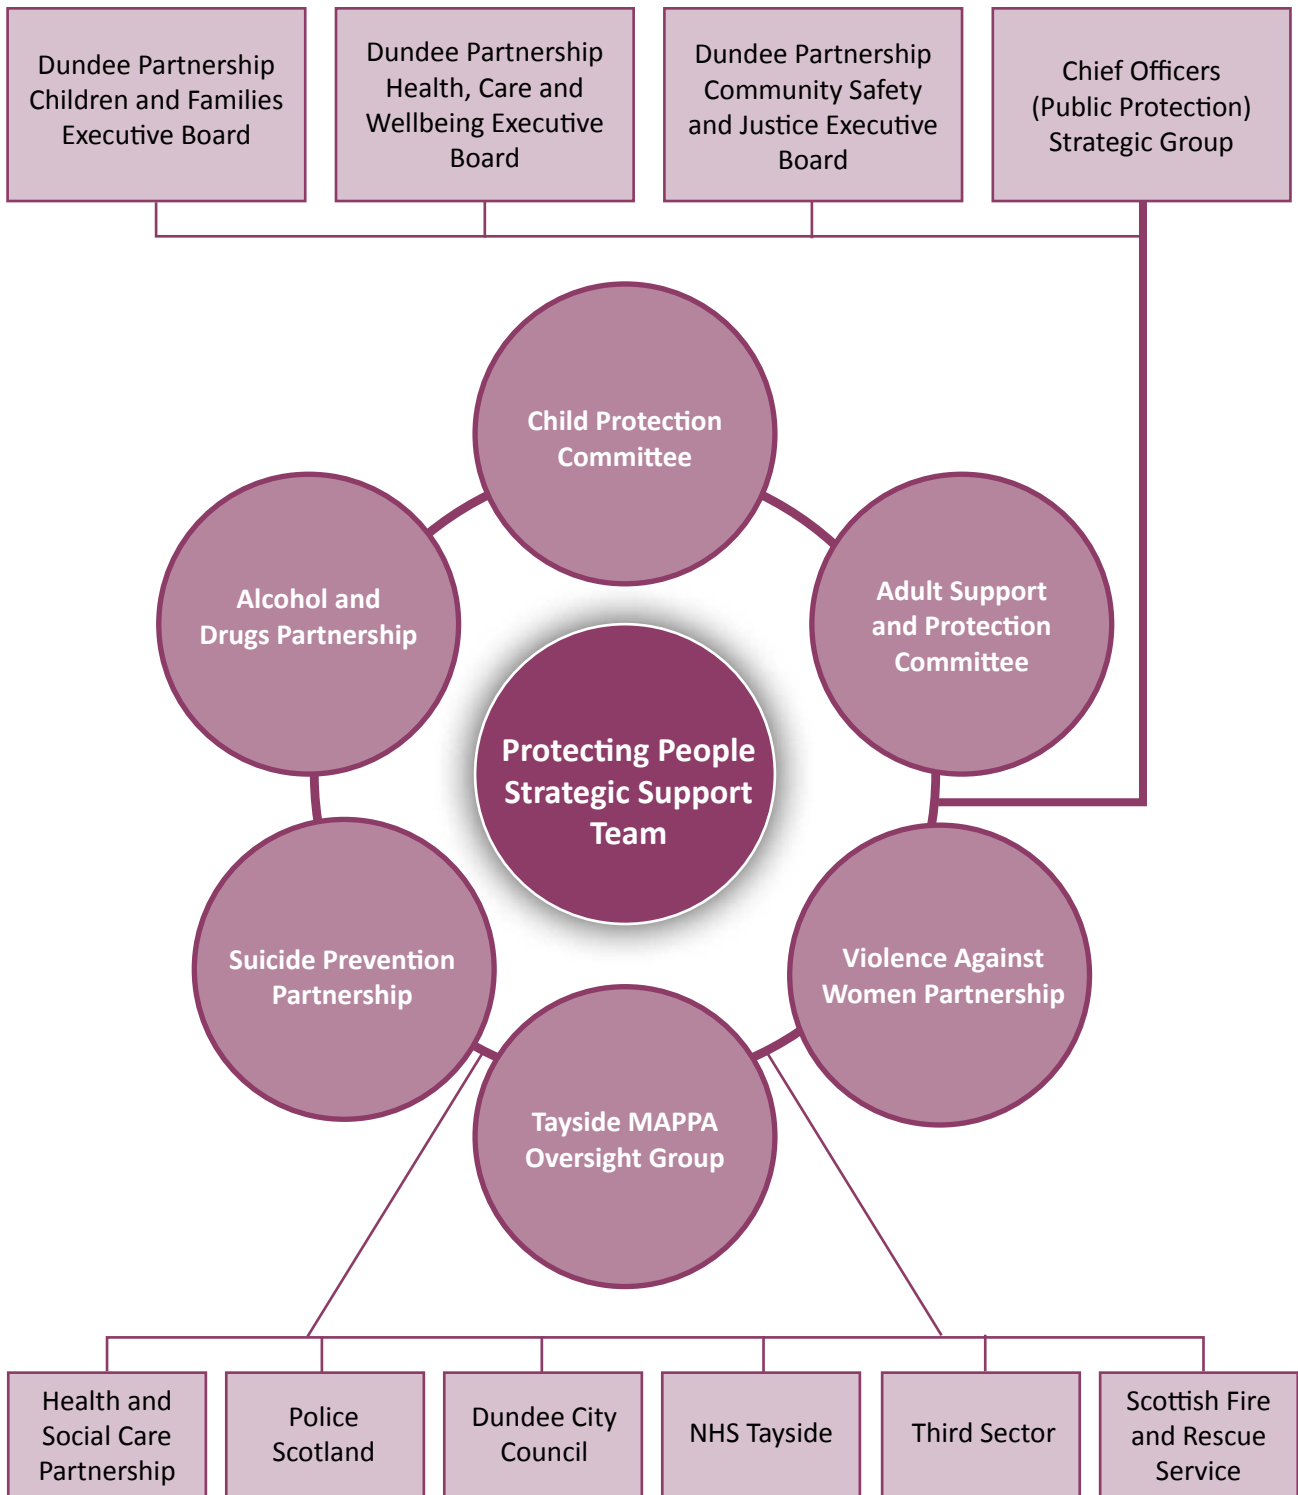 Dundee Partnership
Children and Families
Executive Board
Dundee Partnership
Health, Care and
Wellbeing Executive
Board
Dundee Partnership
Community Safety
and Justice Executive
Board
Chief Officers
(Public Protection)
Strategic Group
Child Protection
Committee
Alcohol and
Drugs Partnership
Adult Support
and Protection
Committee
Protecting People
Strategic Support
Team
Suicide Prevention
Partnership
Violence Against
Women Partnership
Tayside MAPPA
Oversight Group
Health and
Social Care
Partnership
Police
Scotland
Dundee City
Council
NHS Tayside
Third Sector
Scottish Fire
and Rescue
Service